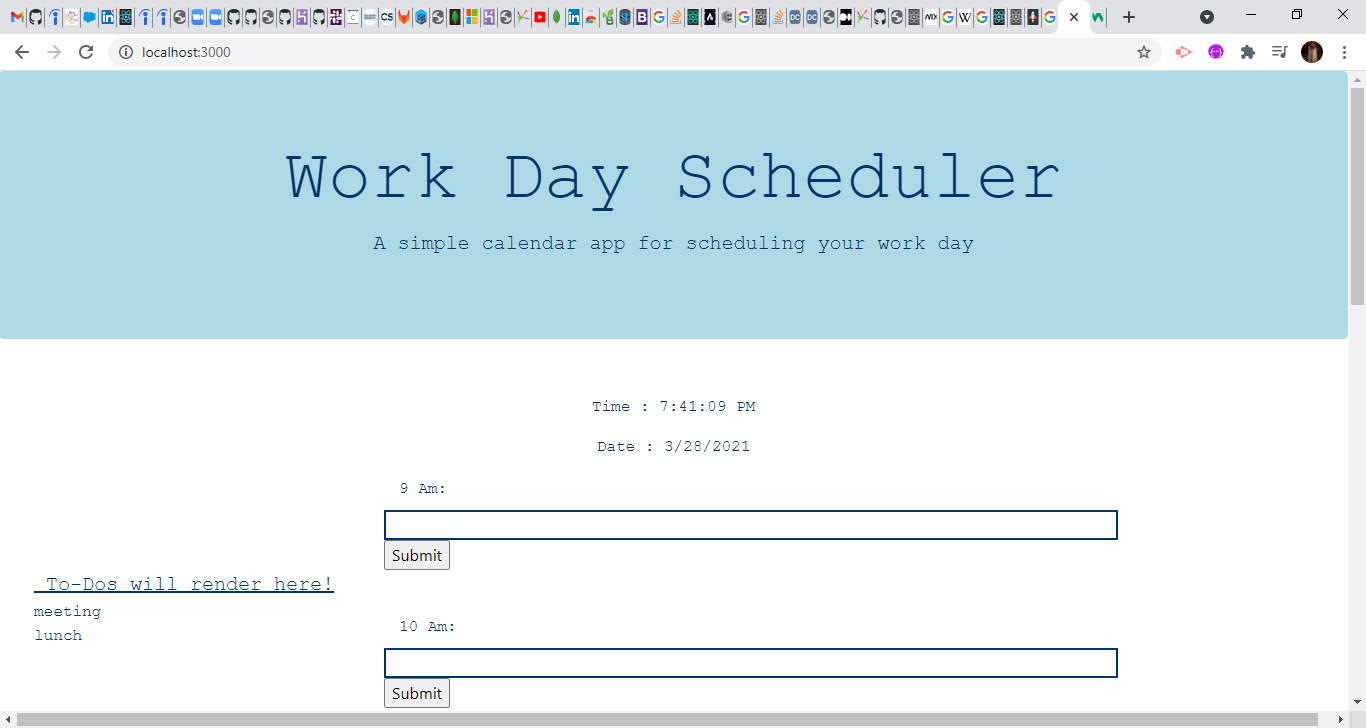 localhost:3000
Work Day Scheduler
A simple calendar app for scheduling your work day
Time : 7:41:09 PM
Date : 3/28/2021
9 Am:
Submit
To-Dos will render here!
meeting
lunch
10 Am:
Submit